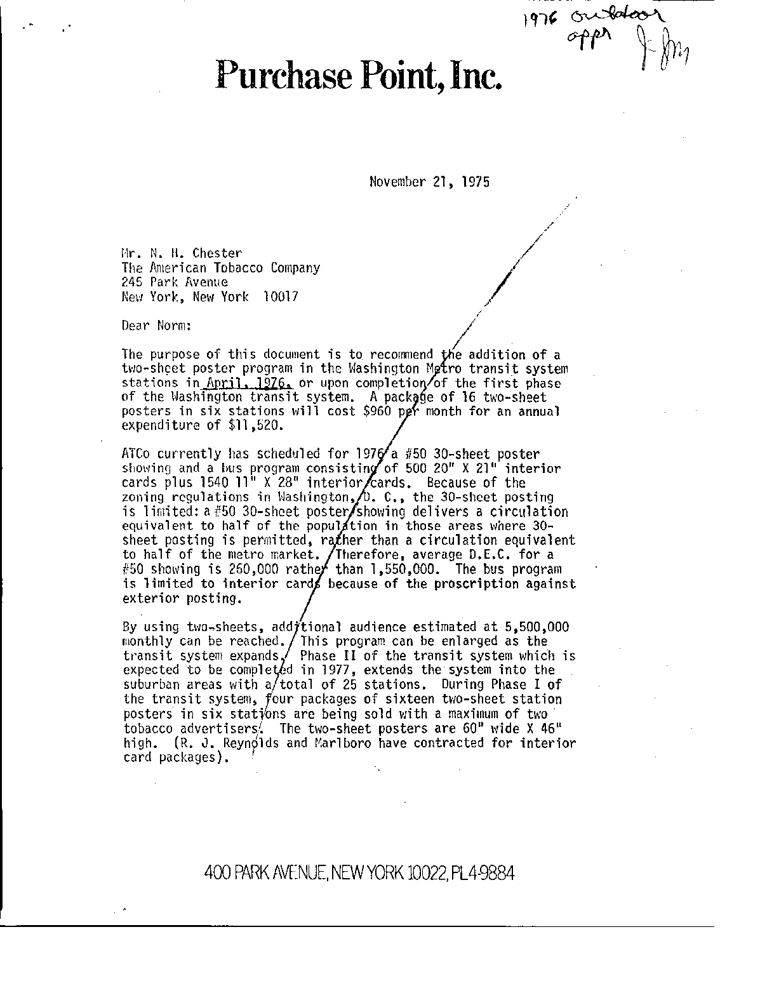 1976 outdoor
appr
Purchase Point, Inc.
November 21, 1975
Mr. N. H. Chester
The American Tobacco Company
245 Park Avenue
New York, New York 10017
Dear Norm:
The purpose of this document is to recommend the addition of a
two-sheet poster program in the Washington Metro transit system
stations in April, 1976, or upon completion of the first phase
of the Washington transit system. A package of 16 two-sheet
posters in six stations will cost $960 per month for an annual
expenditure of $11,520.
ATCo currently has scheduled for 1976 a #50 30-sheet poster
showing and a bus program consisting of 500 20" X 21" interior
cards plus 1540 11" X 28" interior cards. Because of the
zoning regulations in Washington, D. C., the 30-sheet posting
is limited: a #50 30-sheet poster showing delivers a circulation
equivalent to half of the population in those areas where 30-
sheet posting is permitted, rather than a circulation equivalent
to half of the metro market. Therefore, average D.E.C. for a
#50 showing is 260,000 rather than 1,550,000. The bus program
is limited to interior cards because of the proscription against
exterior posting.
By using two-sheets, additional audience estimated at 5,500,000
monthly can be reached. This program can be enlarged as the
transit system expands. Phase II of the transit system which is
expected to be completed in 1977, extends the system into the
suburban areas with a total of 25 stations. During Phase I of
the transit system, four packages of sixteen two-sheet station
posters in six stations are being sold with a maximum of two
tobacco advertisers. The two-sheet posters are 60" wide X 46"
high. (R. J. Reynolds and Marlboro have contracted for interior
card packages).
400 PARK AVENUE, NEW YORK 10022, PL4-9884